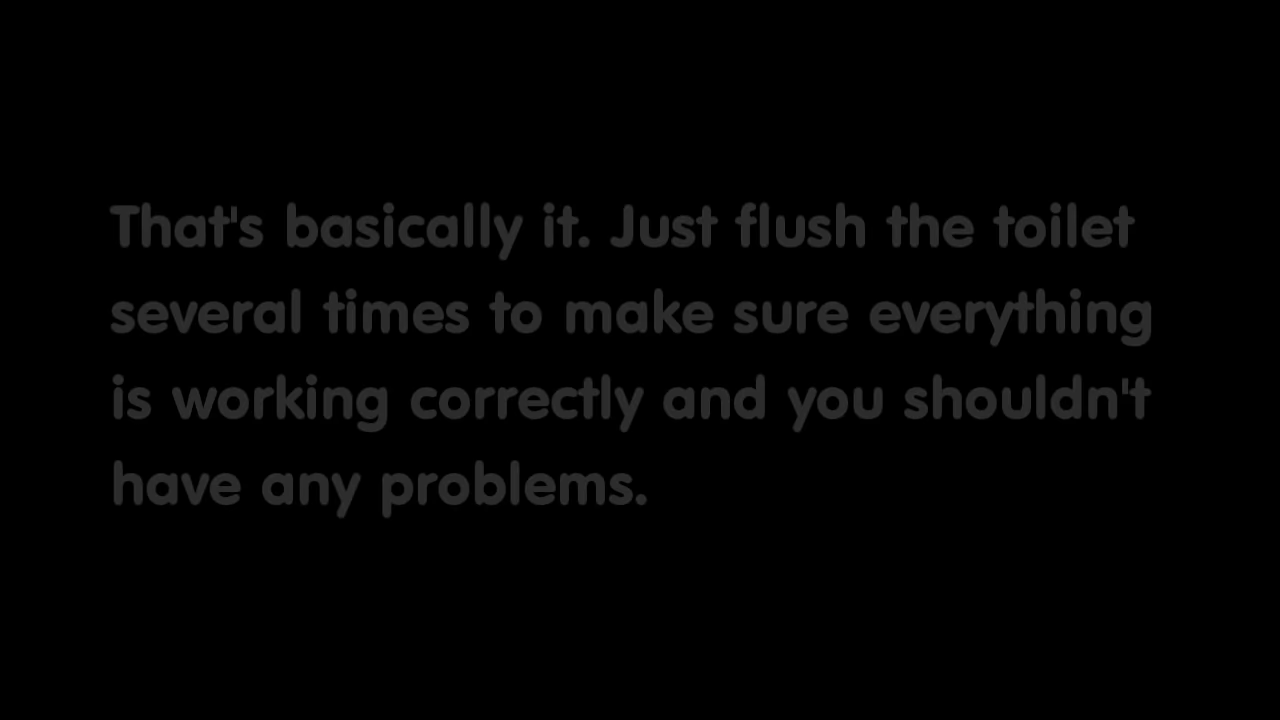 That's basically it. Just flush the toilet
several times to make sure everything
is working correctly and you shouldn't
have any problems.